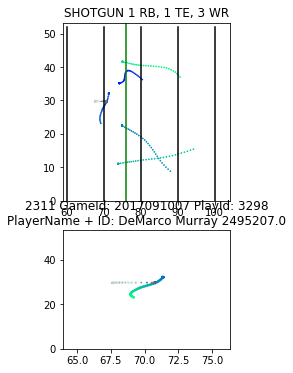 SHOTGUN 1 RB, 1 TE, 3 WR
50
40
30
20
10
0
60 70 80 90 100
2311 GameId: 2017091007 PlayId: 3298
PlayerName + ID: DeMarco Murray 2495207.0
40
20
0
65.0 67.5 70.0 72.5 75.0